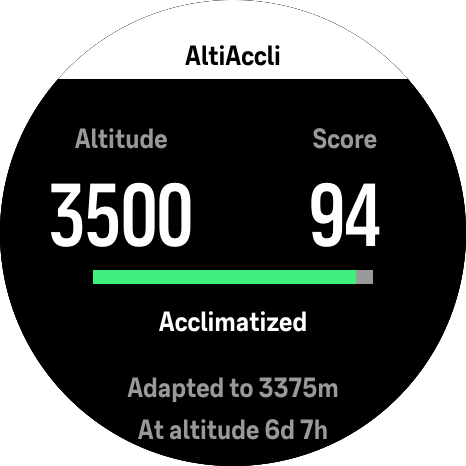 AltiAccli
Altitude Score
3500 94
Acclimatized
Adapted to 3375m
At altitude 6d 7h